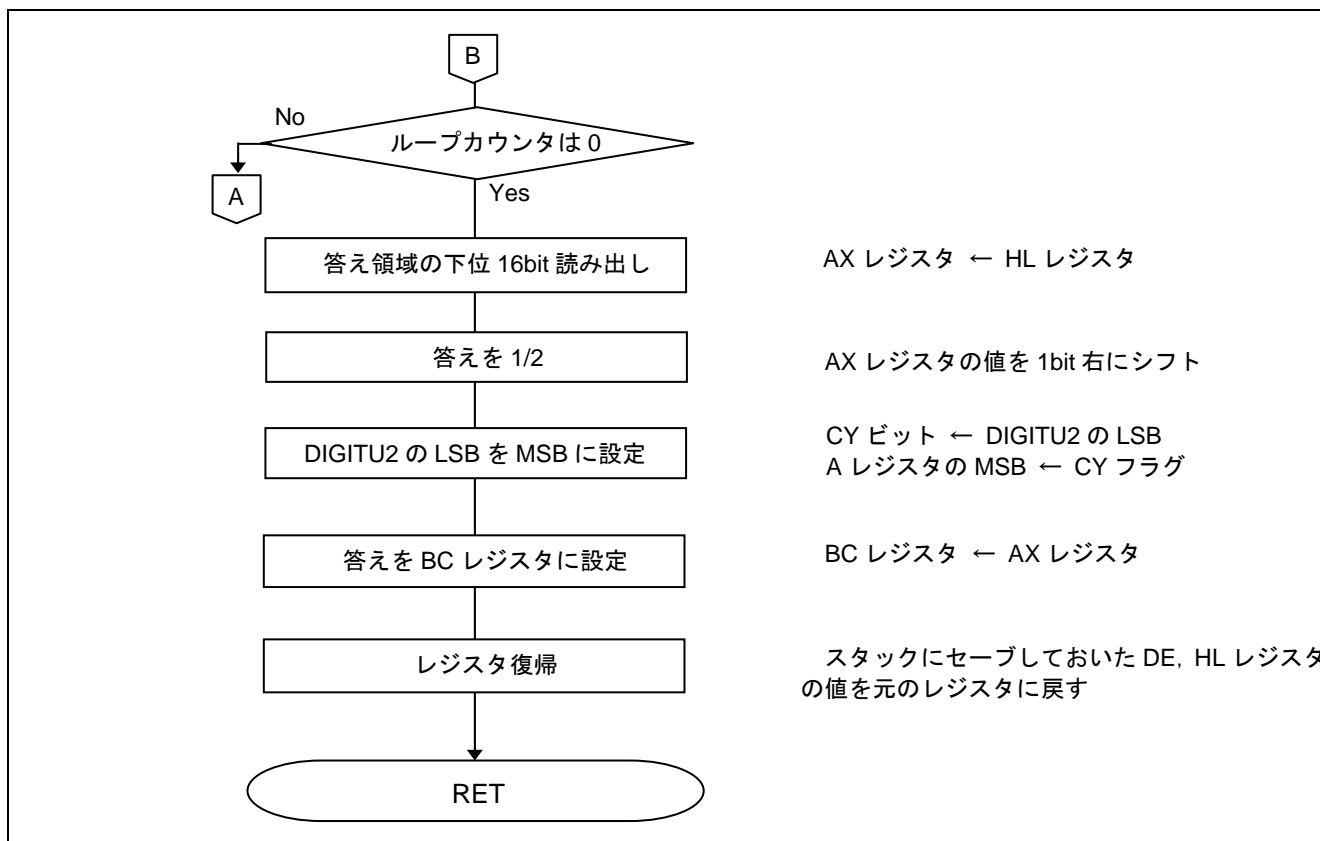 B
No
ループカウンタは 0
A
Yes
答え領域の下位 16bit 読み出し
AX レジスタ ← HL レジスタ
答えを 1/2
AX レジスタの値を 1bit 右にシフト
DIGITU2 の LSB を MSB に設定
CY ビット ← DIGITU2 の LSB
A レジスタの MSB ← CY フラグ
答えを BC レジスタに設定
BC レジスタ ← AX レジスタ
レジスタ復帰
スタックにセーブしておいた DE, HL レジスタ
の値を元のレジスタに戻す
RET